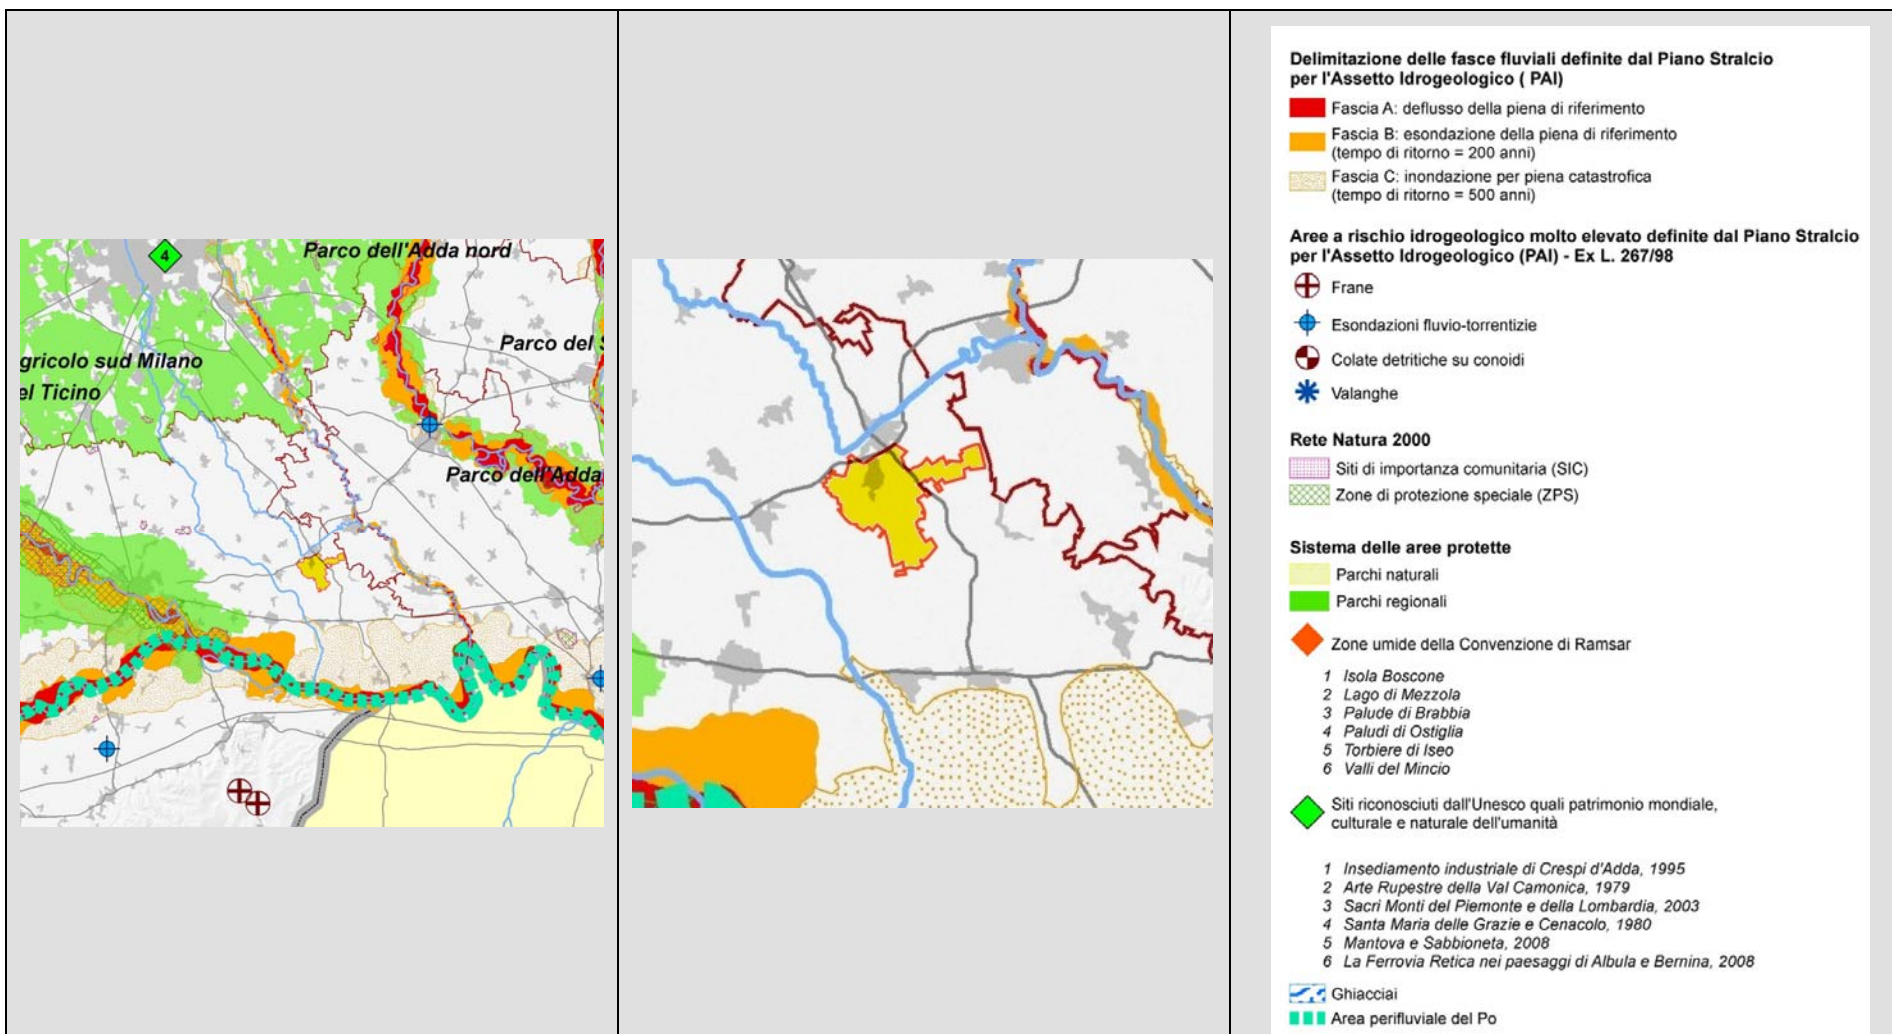 Parco dell'Adda nord
4
Parco del S
gricolo sud Milano
el Ticino
Parco dell'Adda
Delimitazione delle fasce fluviali definite dal Piano Stralcio
per l'Assetto Idrogeologico ( PAI)
Fascia A: deflusso della piena di riferimento
Fascia B: esondazione della piena di riferimento
(tempo di ritorno = 200 anni)
Fascia C: inondazione per piena catastrofica
(tempo di ritorno = 500 anni)
Aree a rischio idrogeologico molto elevato definite dal Piano Stralcio
per l'Assetto Idrogeologico (PAI) - Ex L. 267/98
Frane
Esondazioni fluvio-torrentizie
Colate detritiche su conoidi
Valanghe
Rete Natura 2000
Siti di importanza comunitaria (SIC)
Zone di protezione speciale (ZPS)
Sistema delle aree protette
Parchi naturali
Parchi regionali
Zone umide della Convenzione di Ramsar
1 Isola Boscone
2 Lago di Mezzola
3 Palude di Brabbia
4 Paludi di Ostiglia
5 Torbiere di Iseo
6 Valli del Mincio
Siti riconosciuti dall'Unesco quali patrimonio mondiale,
culturale e naturale dell'umanità
1 Insediamento industriale di Crespi d'Adda, 1995
2 Arte Rupestre della Val Camonica, 1979
3 Sacri Monti del Piemonte e della Lombardia, 2003
4 Santa Maria delle Grazie e Cenacolo, 1980
5 Mantova e Sabbioneta, 2008
6 La Ferrovia Retica nei paesaggi di Albula e Bernina, 2008
Ghiacciai
Area perifluviale del Po